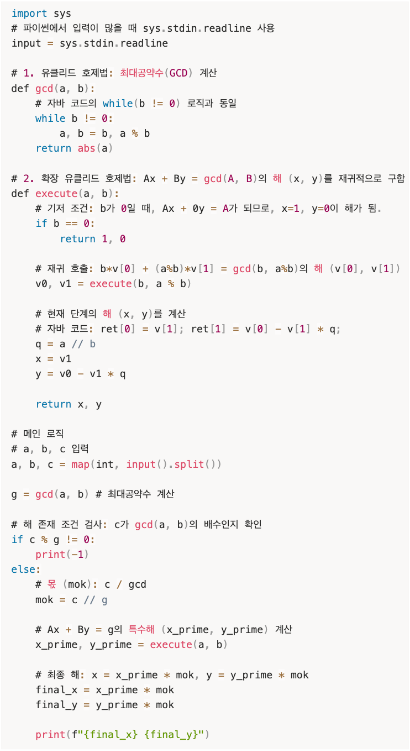 import sys
# 파이썬에서 입력이 많을 때 sys.stdin.readline 사용
input = sys.stdin.readline

# 1. 유클리드 호제법: 최대공약수(GCD) 계산
def gcd(a, b):
    # 자바 코드의 while(b != 0) 로직과 동일
    while b != 0:
        a, b = b, a % b
    return abs(a)

# 2. 확장 유클리드 호제법: Ax + By = gcd(A, B)의 해 (x, y)를 재귀적으로 구함
def execute(a, b):
    # 기저 조건: b가 0일 때, Ax + 0y = A가 되므로, x=1, y=0이 해가 됨.
    if b == 0:
        return 1, 0

    # 재귀 호출: b*v[0] + (a%b)*v[1] = gcd(b, a%b)의 해 (v[0], v[1])
    v0, v1 = execute(b, a % b)

    # 현재 단계의 해 (x, y)를 계산
    # 자바 코드: ret[0] = v[1]; ret[1] = v[0] - v[1] * q;
    q = a // b
    x = v1
    y = v0 - v1 * q

    return x, y

# 메인 로직
# a, b, c 입력
a, b, c = map(int, input().split())

g = gcd(a, b) # 최대공약수 계산

# 해 존재 조건 검사: c가 gcd(a, b)의 배수인지 확인
if c % g != 0:
    print(-1)
else:
    # 몫 (mok): c / gcd
    mok = c // g

    # Ax + By = g의 특수해 (x_prime, y_prime) 계산
    x_prime, y_prime = execute(a, b)

    # 최종 해: x = x_prime * mok, y = y_prime * mok
    final_x = x_prime * mok
    final_y = y_prime * mok

    print(f"{final_x} {final_y}")